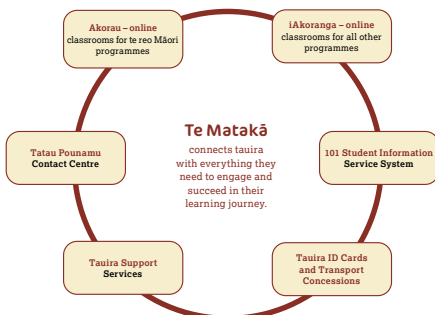 Akorau – online
classrooms for te reo Māori
programmes
iAkoranga – online
classrooms for all other
programmes
Te Matakā
connects tauira
with everything they
need to engage and
succeed in their
learning journey.
Tatau Pounamu
Contact Centre
101 Student Information
Service System
Tauira Support
Services
Tauira ID Cards
and Transport
Concessions